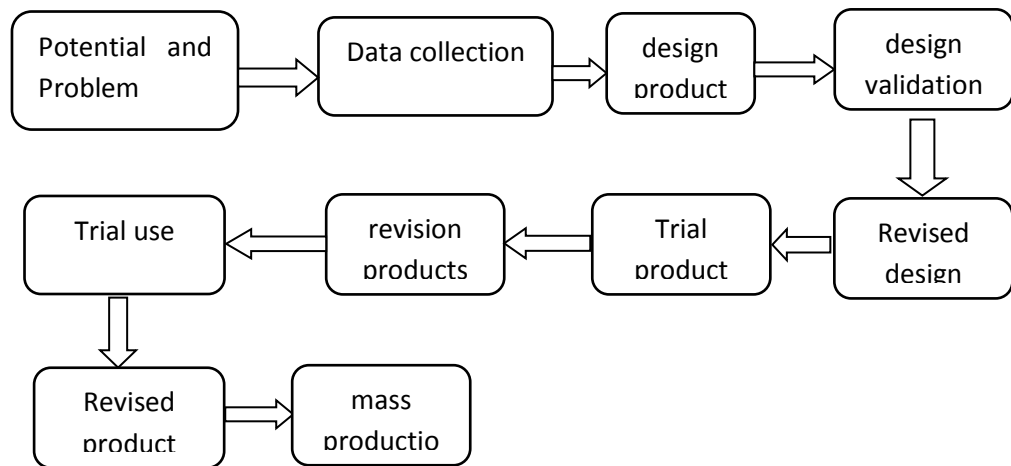 Potential and
Problem
Data collection
design
product
design
validation
Revised
design
Trial
product
revision
products
Trial use
Revised
product
mass
productio